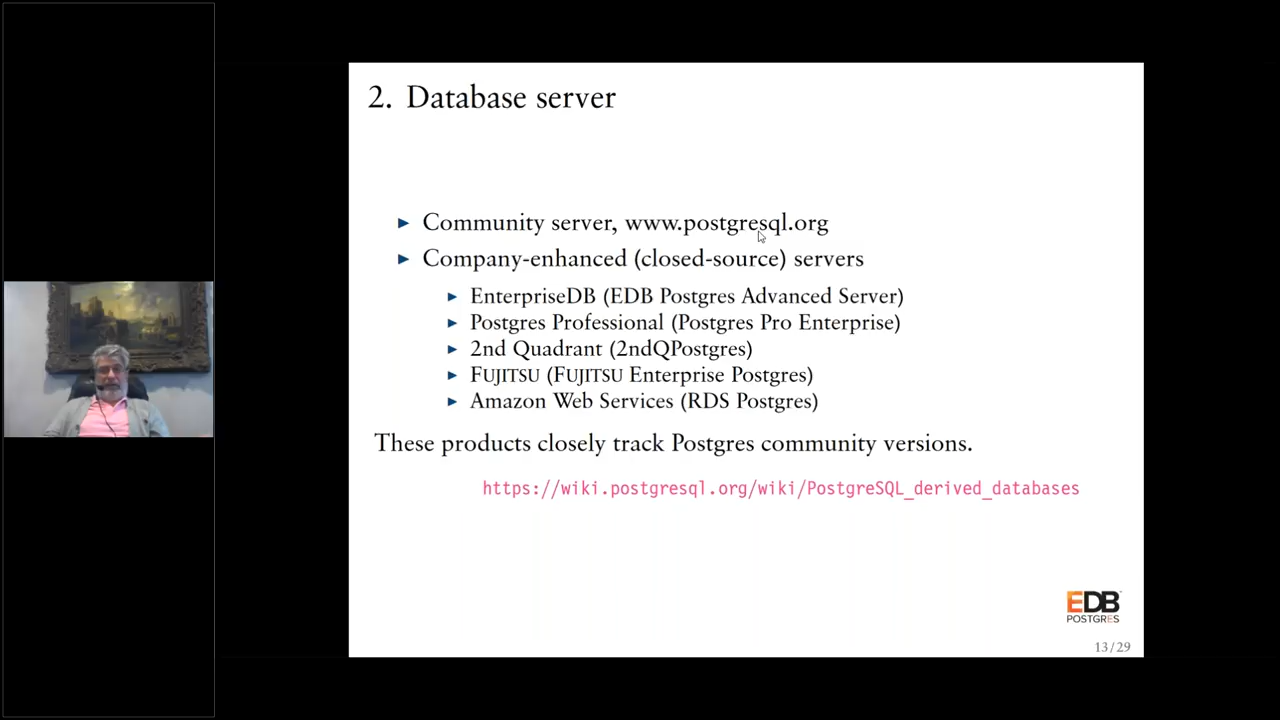 2. Database server
▶ Community server, www.postgresql.org
▶ Company-enhanced (closed-source) servers
▶ EnterpriseDB (EDB Postgres Advanced Server)
▶ Postgres Professional (Postgres Pro Enterprise)
▶ 2nd Quadrant (2ndQPostgres)
▶ FUJITSU (FUJITSU Enterprise Postgres)
▶ Amazon Web Services (RDS Postgres)
These products closely track Postgres community versions.
https://wiki.postgresql.org/wiki/PostgreSQL_derived_databases
EDB
POSTGRES
13/29